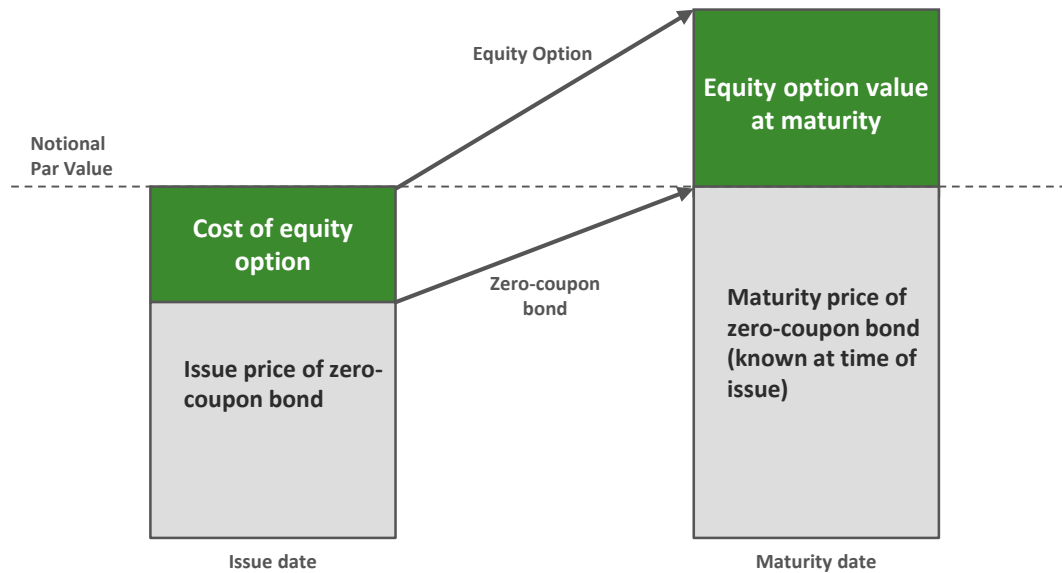 Equity Option
Equity option value
at maturity
Notional
Par Value
Cost of equity
option
Zero-coupon
bond
Maturity price of
zero-coupon bond
(known at time of
issue)
Issue price of zero-
coupon bond
Issue date
Maturity date